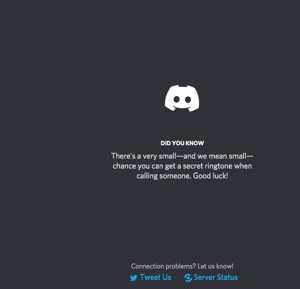 DID YOU KNOW
There's a very small—and we mean small—
chance you can get a secret ringtone when
calling someone. Good luck!
Connection problems? Let us know!
Tweet Us Server Status